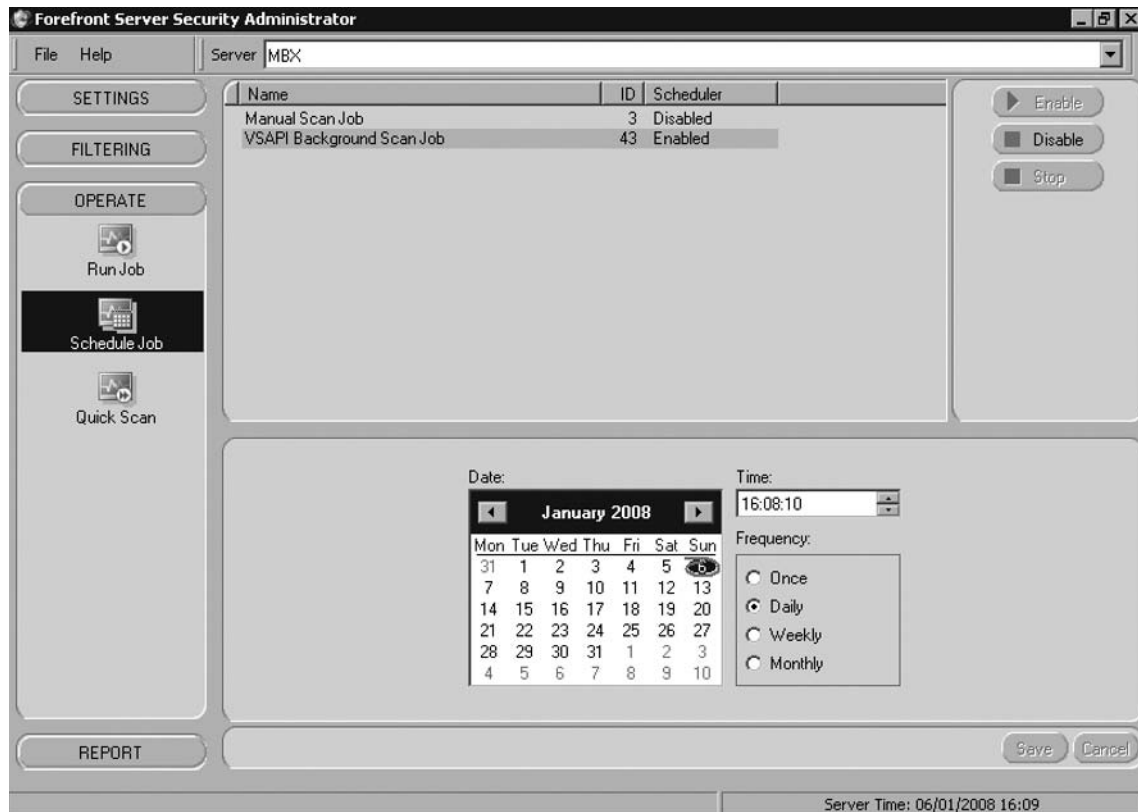 Forefront Server Security Administrator
File Help Server MBX
SETTINGS
FILTERING
OPERATE
Run Job
Schedule Job
Quick Scan
REPORT
Name ID Scheduler
Manual Scan Job 3 Disabled
VSAPI Background Scan Job 43 Enabled
Enable
Disable
Stop
Date:
January 2008
Mon Tue Wed Thu Fri Sat Sun
31 1 2 3 4 5 6
7 8 9 10 11 12 13
14 15 16 17 18 19 20
21 22 23 24 25 26 27
28 29 30 31 1 2 3
4 5 6 7 8 9 10
Time:
16:08:10
Frequency:
Once
Daily
Weekly
Monthly
Save Cancel
Server Time: 06/01/2008 16:09